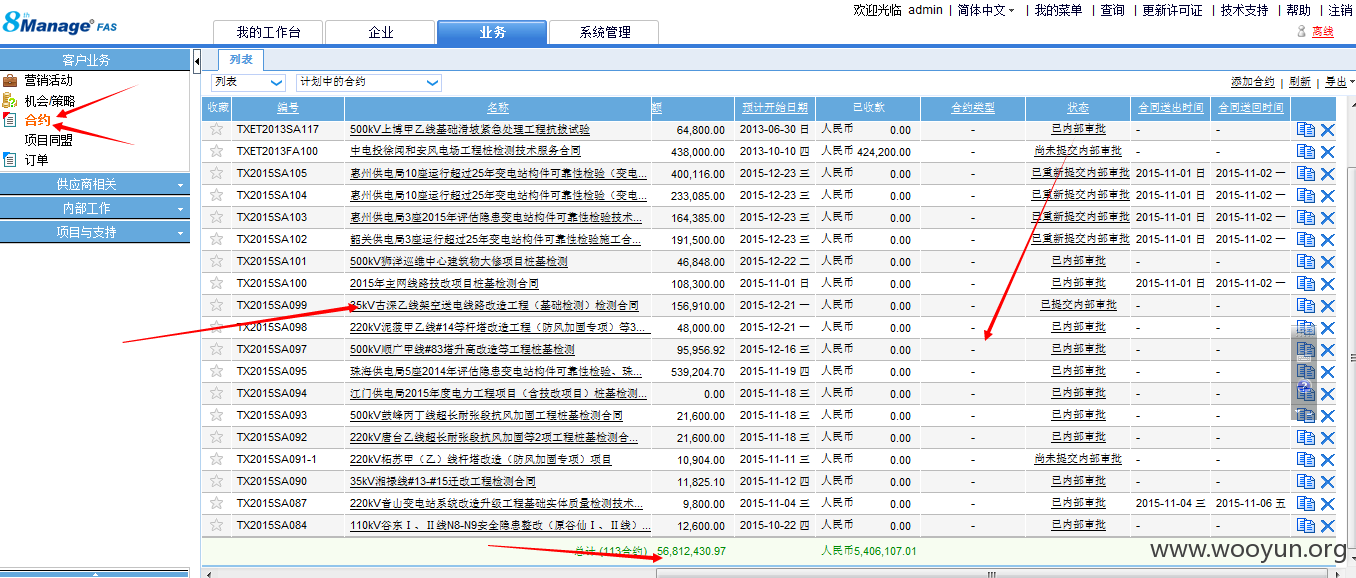 8th Manage® FAS
欢迎光临 admin | 简体中文 | 我的菜单 | 查询 | 更新许可证 | 技术支持 | 帮助 | 注销
离线
我的工作台 企业 业务 系统管理
客户业务
营销活动
机会/策略
合约
项目同盟
订单
供应商相关
内部工作
项目与支持
列表
列表 计划中的合约 添加合约 | 刷新 | 导出
收藏 编号 名称 额 预计开始日期 已收款 合约类型 状态 合同送出时间 合同送回时间
TXET2013SA117 500kV上博甲乙线基础滑坡紧急处理工程抗拔试验 64,800.00 2013-06-30 日 人民币 0.00 - 已内部审批 - -
TXET2013FA100 中电投徐闻和安风电场工程桩检测技术服务合同 438,000.00 2013-10-10 四 人民币 424,200.00 - 尚未提交内部审批 - -
TX2015SA105 惠州供电局10座运行超过25年变电站构件可靠性检验（变电... 400,116.00 2015-12-23 三 人民币 0.00 - 已重新提交内部审批 2015-11-01 日 2015-11-02 一
TX2015SA104 惠州供电局10座运行超过25年变电站构件可靠性检验（变电... 233,085.00 2015-12-23 三 人民币 0.00 - 已重新提交内部审批 2015-11-01 日 2015-11-02 一
TX2015SA103 惠州供电局3座2015年评估隐患变电站构件可靠性检验技术... 164,385.00 2015-12-23 三 人民币 0.00 - 已重新提交内部审批 2015-11-01 日 2015-11-02 一
TX2015SA102 韶关供电局3座运行超过25年变电站构件可靠性检验施工合... 191,500.00 2015-12-23 三 人民币 0.00 - 已重新提交内部审批 2015-11-01 日 2015-11-02 一
TX2015SA101 500kV狮洋巡维中心建筑物大修项目桩基检测 46,848.00 2015-12-22 二 人民币 0.00 - 已内部审批 - -
TX2015SA100 2015年主网线路技改项目桩基检测合同 108,300.00 2015-11-01 日 人民币 0.00 - 已内部审批 2015-11-01 日 2015-11-02 一
TX2015SA099 35kV古深乙线架空送电线路改造工程（基础检测）检测合同 156,910.00 2015-12-21 一 人民币 0.00 - 已提交内部审批 - -
TX2015SA098 220kV泥菠甲乙线#14等杆塔改造工程（防风加固专项）等3... 48,000.00 2015-12-21 一 人民币 0.00 - 已内部审批 - -
TX2015SA097 500kV顺广甲线#83塔升高改造等工程桩基检测 95,956.92 2015-12-16 三 人民币 0.00 - 已内部审批 - -
TX2015SA095 珠海供电局5座2014年评估隐患变电站构件可靠性检验、珠... 539,204.70 2015-11-19 四 人民币 0.00 - 已内部审批 - -
TX2015SA094 江门供电局2015年度电力工程项目（含技改项目）桩基检测... 0.00 2015-11-18 三 人民币 0.00 - 已内部审批 - -
TX2015SA093 500kV鼓峰丙丁线超长耐张段抗风加固工程桩基检测合同 21,600.00 2015-11-18 三 人民币 0.00 - 已内部审批 - -
TX2015SA092 220kV唐台乙线超长耐张段抗风加固等2项工程桩基检测合... 21,600.00 2015-11-18 三 人民币 0.00 - 已内部审批 - -
TX2015SA091-1 220kV柘苏甲（乙）线杆塔改造（防风加固专项）项目 10,904.00 2015-11-11 三 人民币 0.00 - 尚未提交内部审批 - -
TX2015SA090 35kV湘禄线#13-#15迁改工程检测合同 11,825.10 2015-11-12 四 人民币 0.00 - 已内部审批 - -
TX2015SA087 220kV香山变电站系统改造升级工程基础实体质量检测技术... 9,800.00 2015-11-04 三 人民币 0.00 - 已内部审批 2015-11-04 三 2015-11-06 五
TX2015SA084 110kV谷东Ⅰ、Ⅱ线N8-N9安全隐患整改（原谷仙Ⅰ、Ⅱ线）... 12,600.00 2015-10-22 四 人民币 0.00 - 已内部审批 - -
总计 (113合约) 56,812,430.97 人民币5,406,107.01
www.wooyun.org